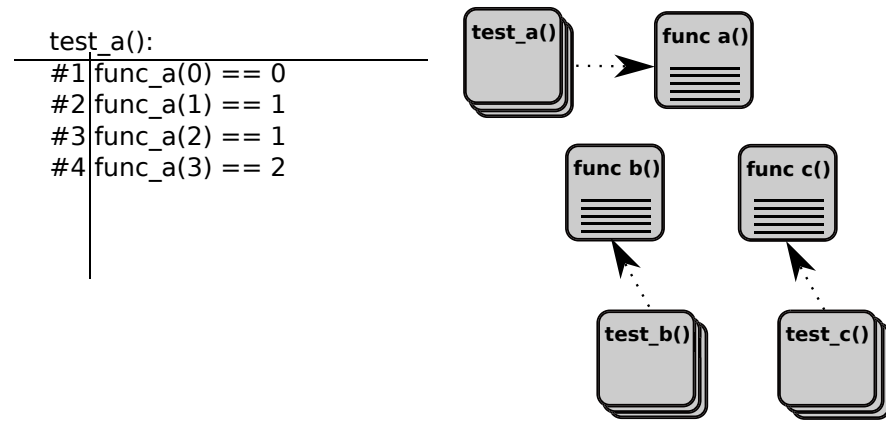 test_a():
#1 func_a(0) == 0
#2 func_a(1) == 1
#3 func_a(2) == 1
#4 func_a(3) == 2
test_a()
func a()
func b()
func c()
test_b()
test_c()